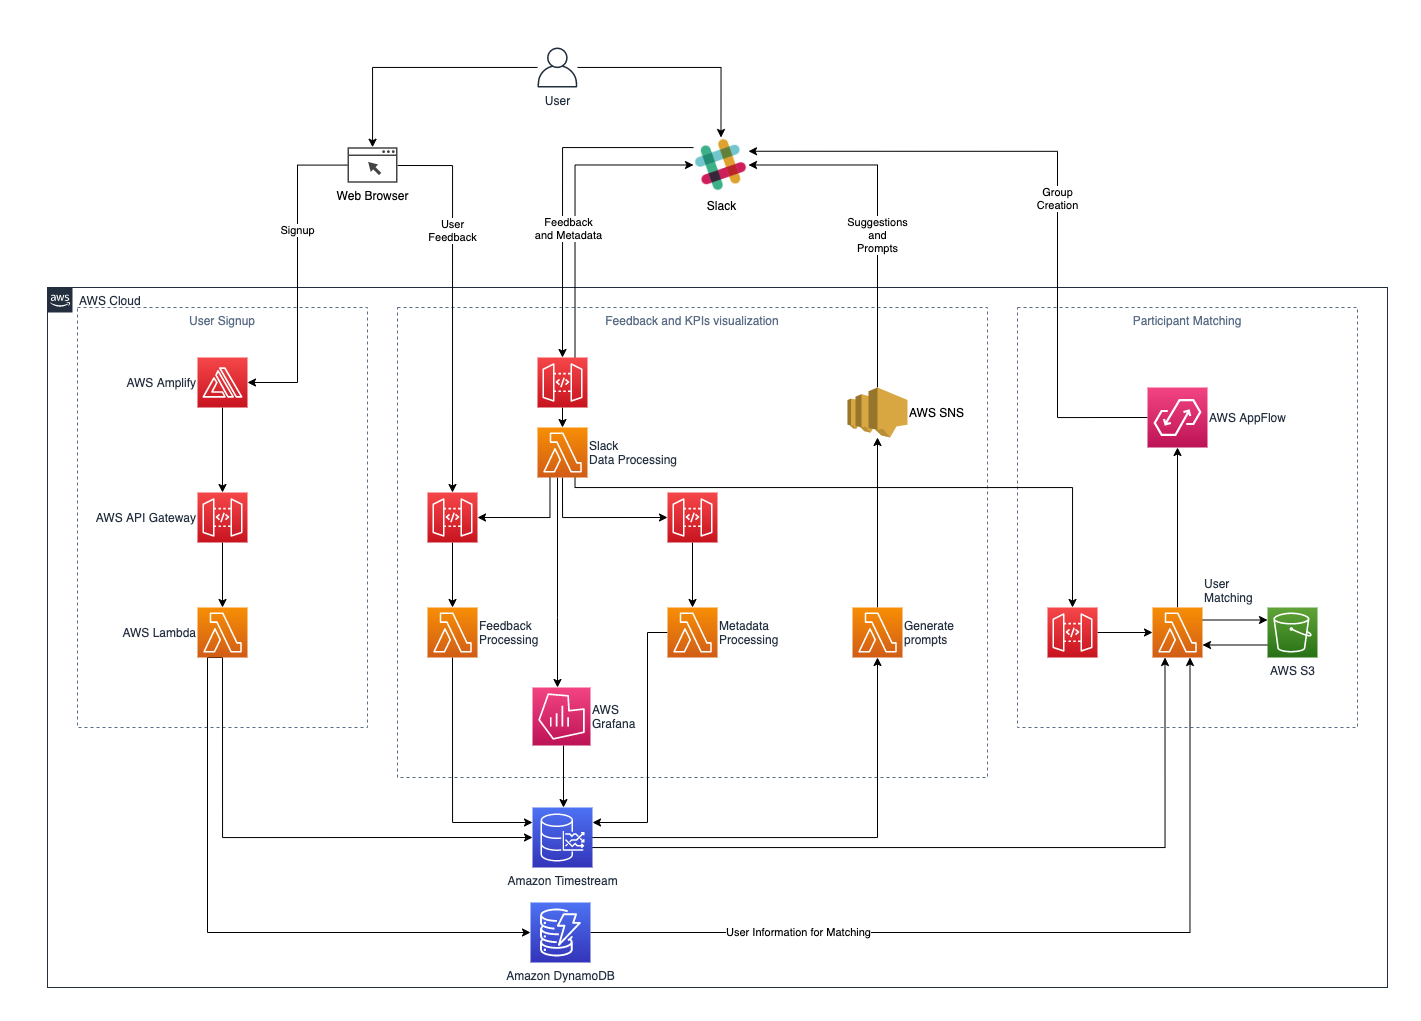 User
Web Browser
Slack
Signup
User
Feedback
Feedback
and Metadata
Suggestions
and
Prompts
Group
Creation
aws
AWS Cloud
User Signup
Feedback and KPIs visualization
Participant Matching
AWS Amplify
AWS SNS
AWS AppFlow
Slack
Data Processing
AWS API Gateway
</>
</>
</>
</>
</>
AWS Lambda
Feedback
Processing
Metadata
Processing
Generate
prompts
User
Matching
AWS S3
AWS
Grafana
Amazon Timestream
User Information for Matching
Amazon DynamoDB